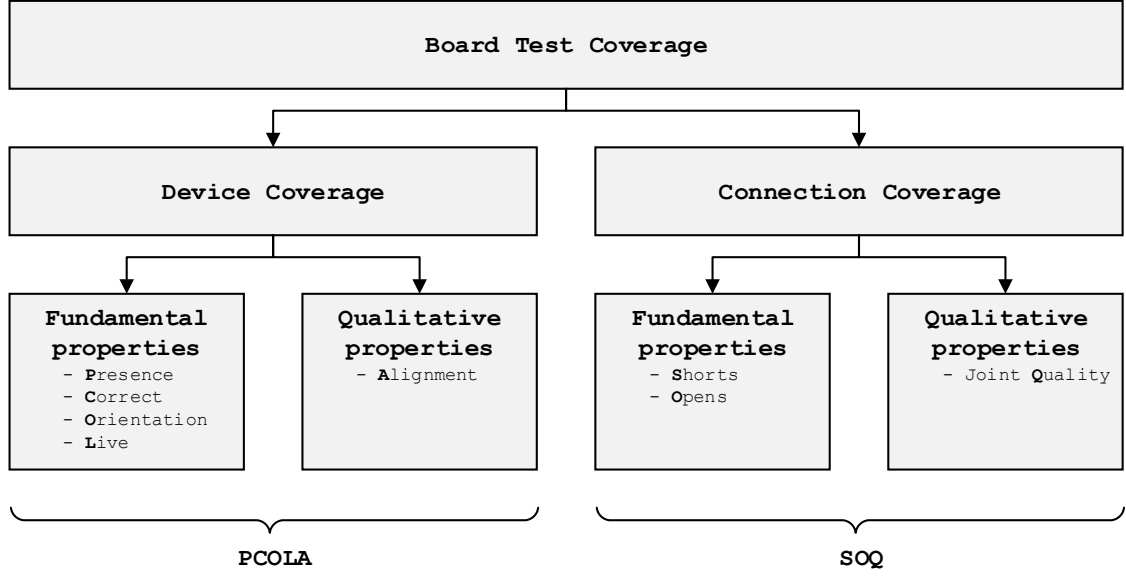 Board Test Coverage
Device Coverage
Connection Coverage
Fundamental
properties
- Presence
- Correct
- Orientation
- Live
Qualitative
properties
- Alignment
Fundamental
properties
- Shorts
- Opens
Qualitative
properties
- Joint Quality
PCOLA
SOQ